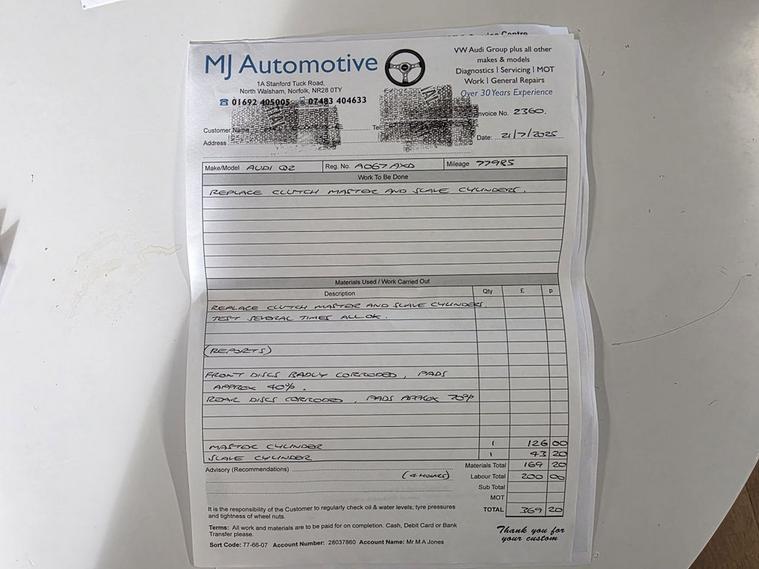 MJ Automotive
1A Stanford Tuck Road,
North Walsham, Norfolk, NR28 0TY
01692 405005 07483 404633
VW Audi Group plus all other
makes & models
Diagnostics | Servicing | MOT
Work | General Repairs
Over 30 Years Experience
Invoice No. 2360.
Customer Name
Address
Date: 21/7/2025
Make/Model AUDI Q2 Reg. No. AO67AXD Mileage 77985
Work To Be Done
REPLACE CLUTCH MASTER AND SLAVE CYLINDERS.
Materials Used / Work Carried Out
Description Qty £ p
REPLACE CLUTCH MASTER AND SLAVE CYLINDERS
TEST SEVERAL TIMES ALL OK.
(REPORTS)
FRONT DISCS BADLY CORRODED, PADS
APPROX 40%.
REAR DISCS CORRODED, PADS APPROX 70%
MASTER CYLINDER 1 126 00
SLAVE CYLINDER 1 43 20
Materials Total 169 20
Advisory (Recommendations)
(4 HOURS) Labour Total 200 00
Sub Total
MOT
TOTAL 369 20
It is the responsibility of the Customer to regularly check oil & water levels; tyre pressures
and tightness of wheel nuts.
Terms: All work and materials are to be paid for on completion. Cash, Debit Card or Bank
Transfer please.
Thank you for
your custom
Sort Code: 77-66-07 Account Number: 28037860 Account Name: Mr M A Jones